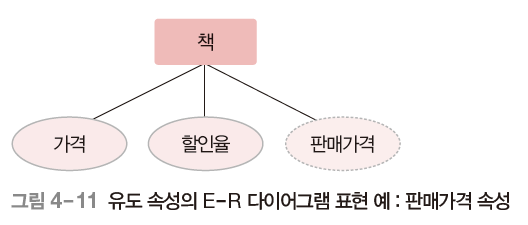 책
가격 할인율 판매가격
그림 4-11 유도 속성의 E-R 다이어그램 표현 예 : 판매가격 속성